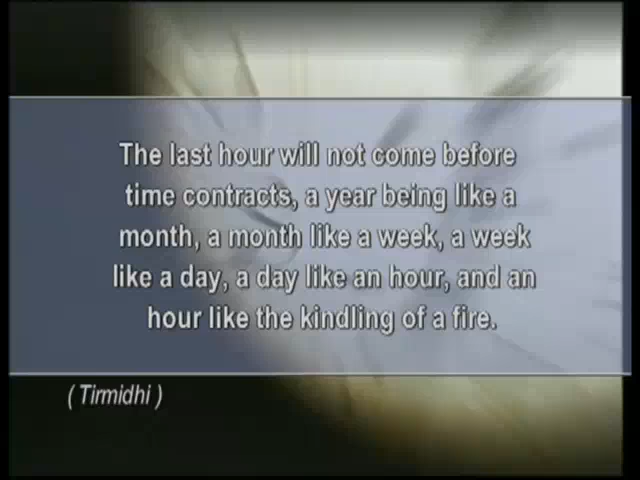 The last hour will not come before
time contracts, a year being like a
month, a month like a week, a week
like a day, a day like an hour, and an
hour like the kindling of a fire.
( Tirmidhi )